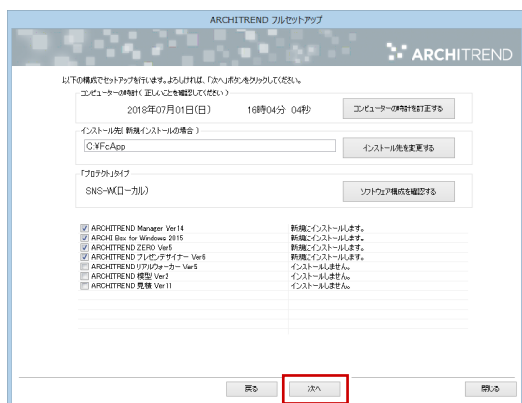 ARCHITREND フルセットアップ
ARCHITREND
以下の構成でセットアップを行います。よろしければ、「次へ」ボタンをクリックしてください。
コンピューターの時計( 正しいことを確認してください )
2018年07月01日(日) 16時04分 04秒 コンピューターの時計を訂正する
インストール先( 新規インストールの場合 )
C:¥FcApp インストール先を変更する
「プロテクト」タイプ
SNS-W(ローカル) ソフトウェア構成を確認する
ARCHITREND Manager Ver14 新規にインストールします。
ARCHI Box for Windows 2015 新規にインストールします。
ARCHITREND ZERO Ver5 新規にインストールします。
ARCHITREND プレゼンデザイナー Ver6 新規にインストールします。
ARCHITREND リアルウォーカー Ver5 インストールしません。
ARCHITREND 模型 Ver2 インストールしません。
ARCHITREND 見積 Ver11 インストールしません。
戻る 次へ 閉じる